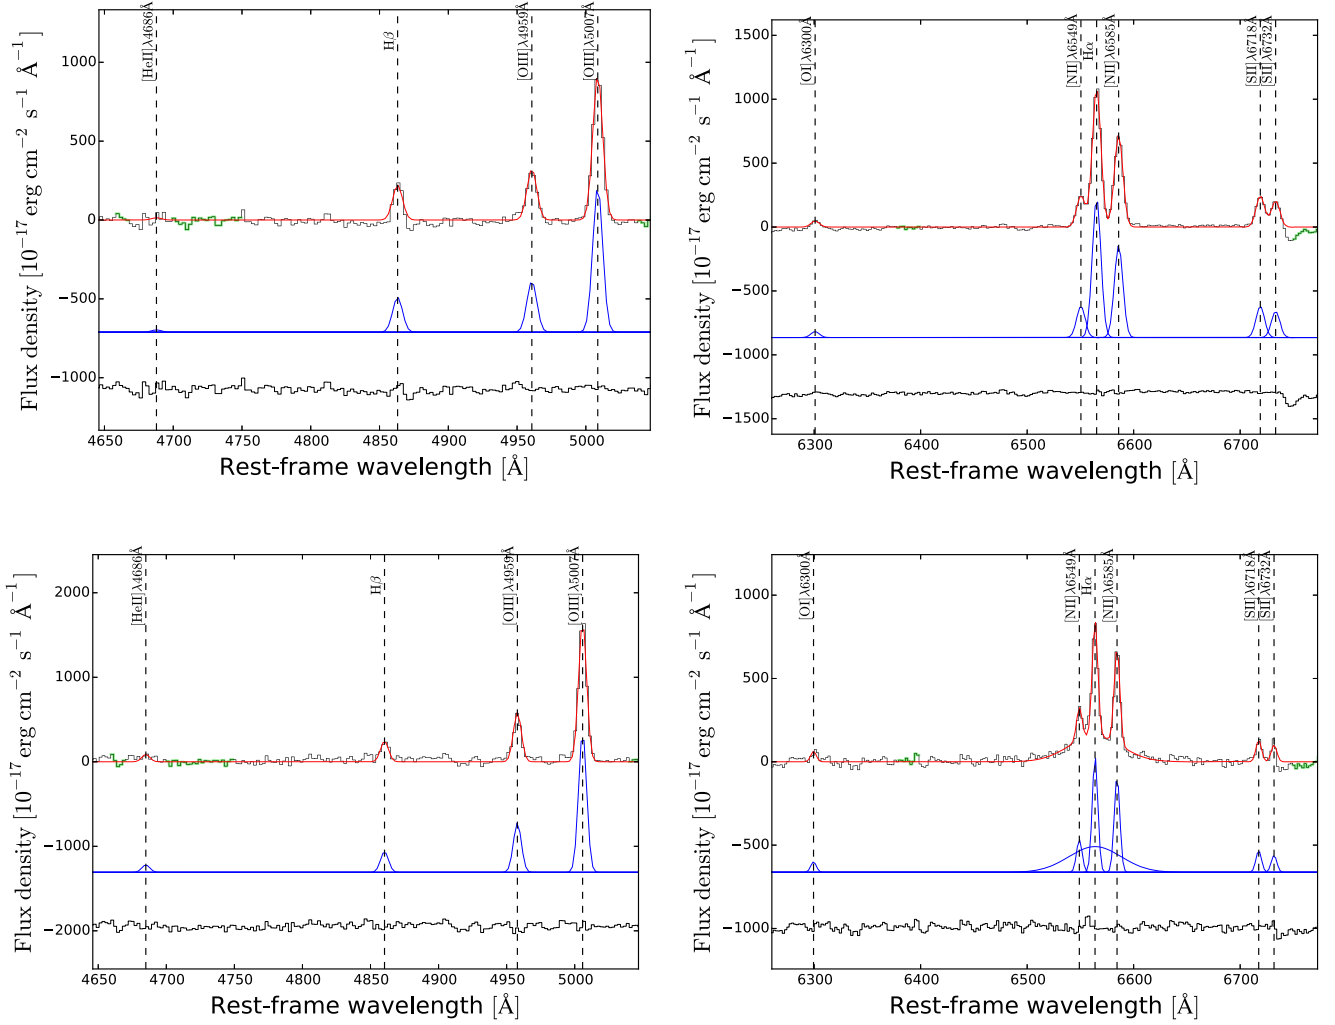 [HeII]λ4686Å
Hβ
[OIII]λ4959Å
[OIII]λ5007Å
1000
500
0
−500
−1000
4650 4700 4750 4800 4850 4900 4950 5000
Rest-frame wavelength [Å]
Flux density [10⁻¹⁷ erg cm⁻² s⁻¹ Å⁻¹]
[OI]λ6300Å
[NII]λ6549Å
Hα
[NII]λ6585Å
[SII]λ6718Å
[SII]λ6732Å
1500
1000
500
0
−500
−1000
−1500
6300 6400 6500 6600 6700
Rest-frame wavelength [Å]
Flux density [10⁻¹⁷ erg cm⁻² s⁻¹ Å⁻¹]
[HeII]λ4686Å
Hβ
[OIII]λ4959Å
[OIII]λ5007Å
2000
1000
0
−1000
−2000
4650 4700 4750 4800 4850 4900 4950 5000
Rest-frame wavelength [Å]
Flux density [10⁻¹⁷ erg cm⁻² s⁻¹ Å⁻¹]
[OI]λ6300Å
[NII]λ6549Å
Hα
[NII]λ6585Å
[SII]λ6718Å
[SII]λ6732Å
1000
500
0
−500
−1000
6300 6400 6500 6600 6700
Rest-frame wavelength [Å]
Flux density [10⁻¹⁷ erg cm⁻² s⁻¹ Å⁻¹]